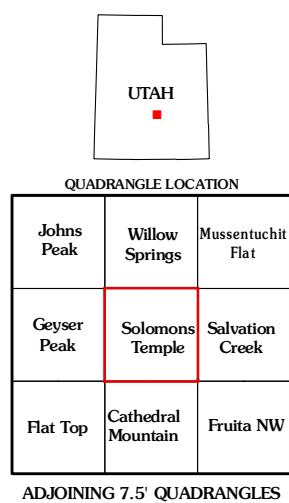 UTAH
QUADRANGLE LOCATION
Johns
Peak
Willow
Springs
Mussentuchit
Flat
Geyser
Peak
Solomons
Temple
Salvation
Creek
Flat Top
Cathedral
Mountain
Fruita NW
ADJOINING 7.5' QUADRANGLES